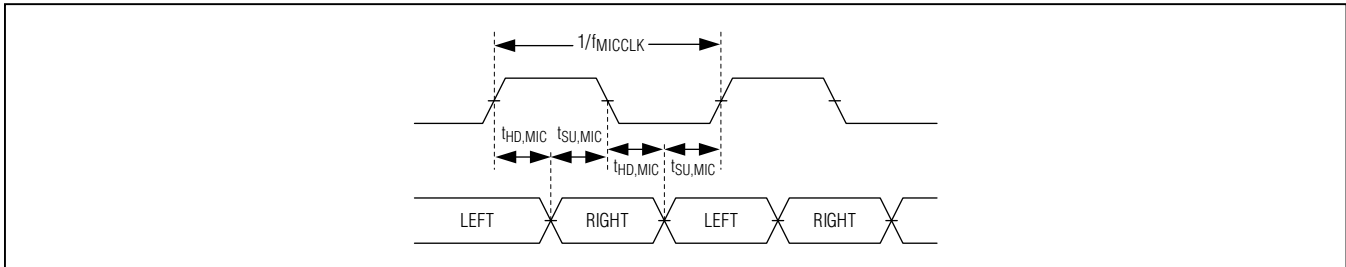 1/fMICCLK
tHD,MIC tSU,MIC
tHD,MIC tSU,MIC
LEFT RIGHT LEFT RIGHT